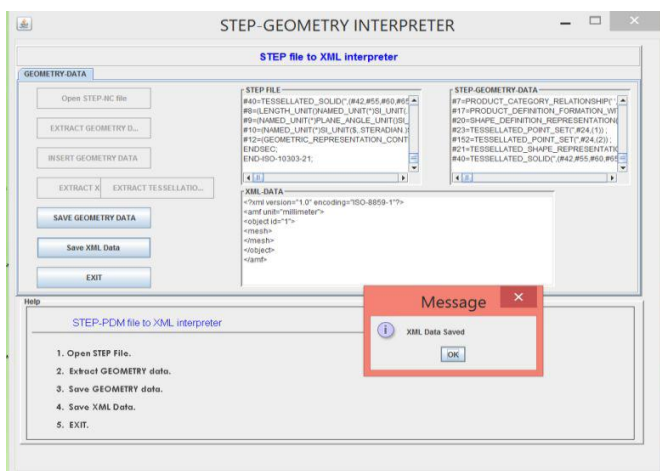 STEP-GEOMETRY INTERPRETER
STEP file to XML interpreter
GEOMETRY-DATA
Open STEP-NC file
EXTRACT GEOMETRY D...
INSERT GEOMETRY DATA
EXTRACT X
EXTRACT TESSELLATIO...
SAVE GEOMETRY DATA
Save XML Data
EXIT
STEP FILE
#40=TESSELLATED_SOLID('',(#42,#55,#60,#65
#8=(LENGTH_UNIT()NAMED_UNIT(*)SI_UNIT(.
#9=(NAMED_UNIT(*)PLANE_ANGLE_UNIT()SI_
#10=(NAMED_UNIT(*)SI_UNIT($,.STERADIAN.)
#12=(GEOMETRIC_REPRESENTATION_CONT
ENDSEC;
END-ISO-10303-21;
STEP-GEOMETRY-DATA
#7=PRODUCT_CATEGORY_RELATIONSHIP('
#17=PRODUCT_DEFINITION_FORMATION_WI
#20=SHAPE_DEFINITION_REPRESENTATION(
#23=TESSELLATED_POINT_SET('',#24,(1)) ;
#152=TESSELLATED_POINT_SET('',#24,(2)) ;
#21=TESSELLATED_SHAPE_REPRESENTATIO
#40=TESSELLATED_SOLID('',(#42,#55,#60,#65
XML-DATA
<?xml version="1.0" encoding="ISO-8859-1"?>
<amf unit="millimeter">
<object id="1">
<mesh>
</mesh>
</object>
</amf>
Message
XML Data Saved
OK
Help
STEP-PDM file to XML interpreter
1. Open STEP File.
2. Extract GEOMETRY data.
3. Save GEOMETRY data.
4. Save XML Data.
5. EXIT.